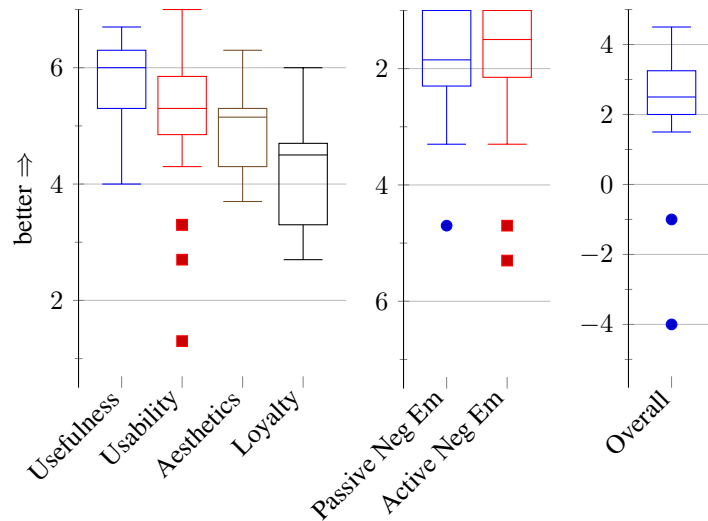 better ⇒
6
4
2
Usefulness
Usability
Aesthetics
Loyalty
2
4
6
Passive Neg Em
Active Neg Em
4
2
0
−2
−4
Overall